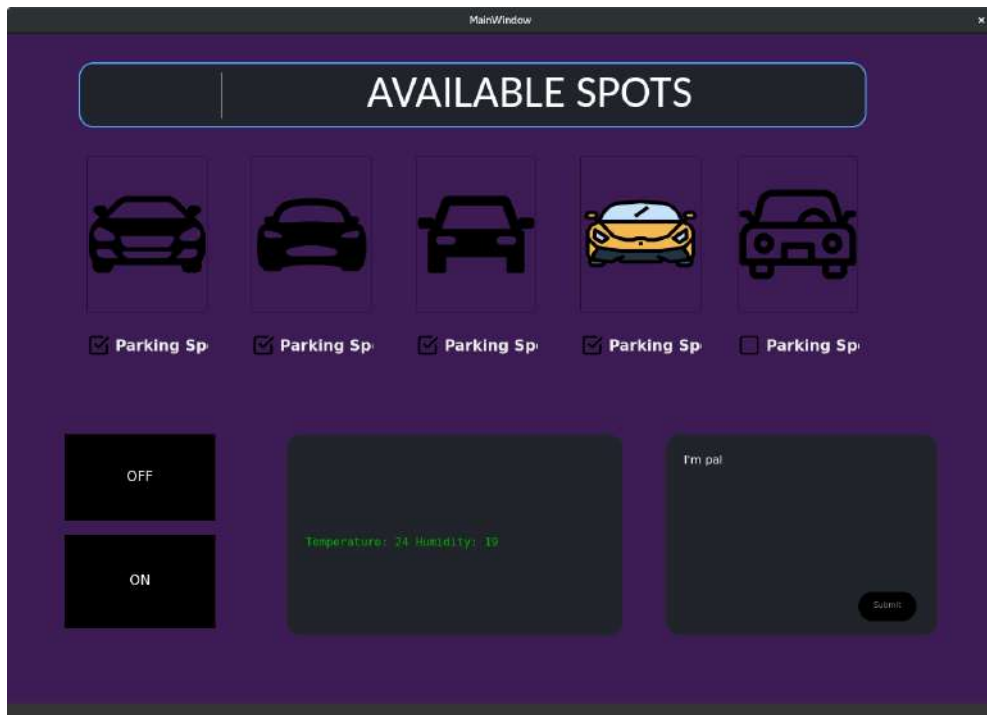 MainWindow
AVAILABLE SPOTS
Parking Sp Parking Sp Parking Sp Parking Sp Parking Sp
OFF
I'm pal
Temperature: 24 Humidity: 19
ON
Submit